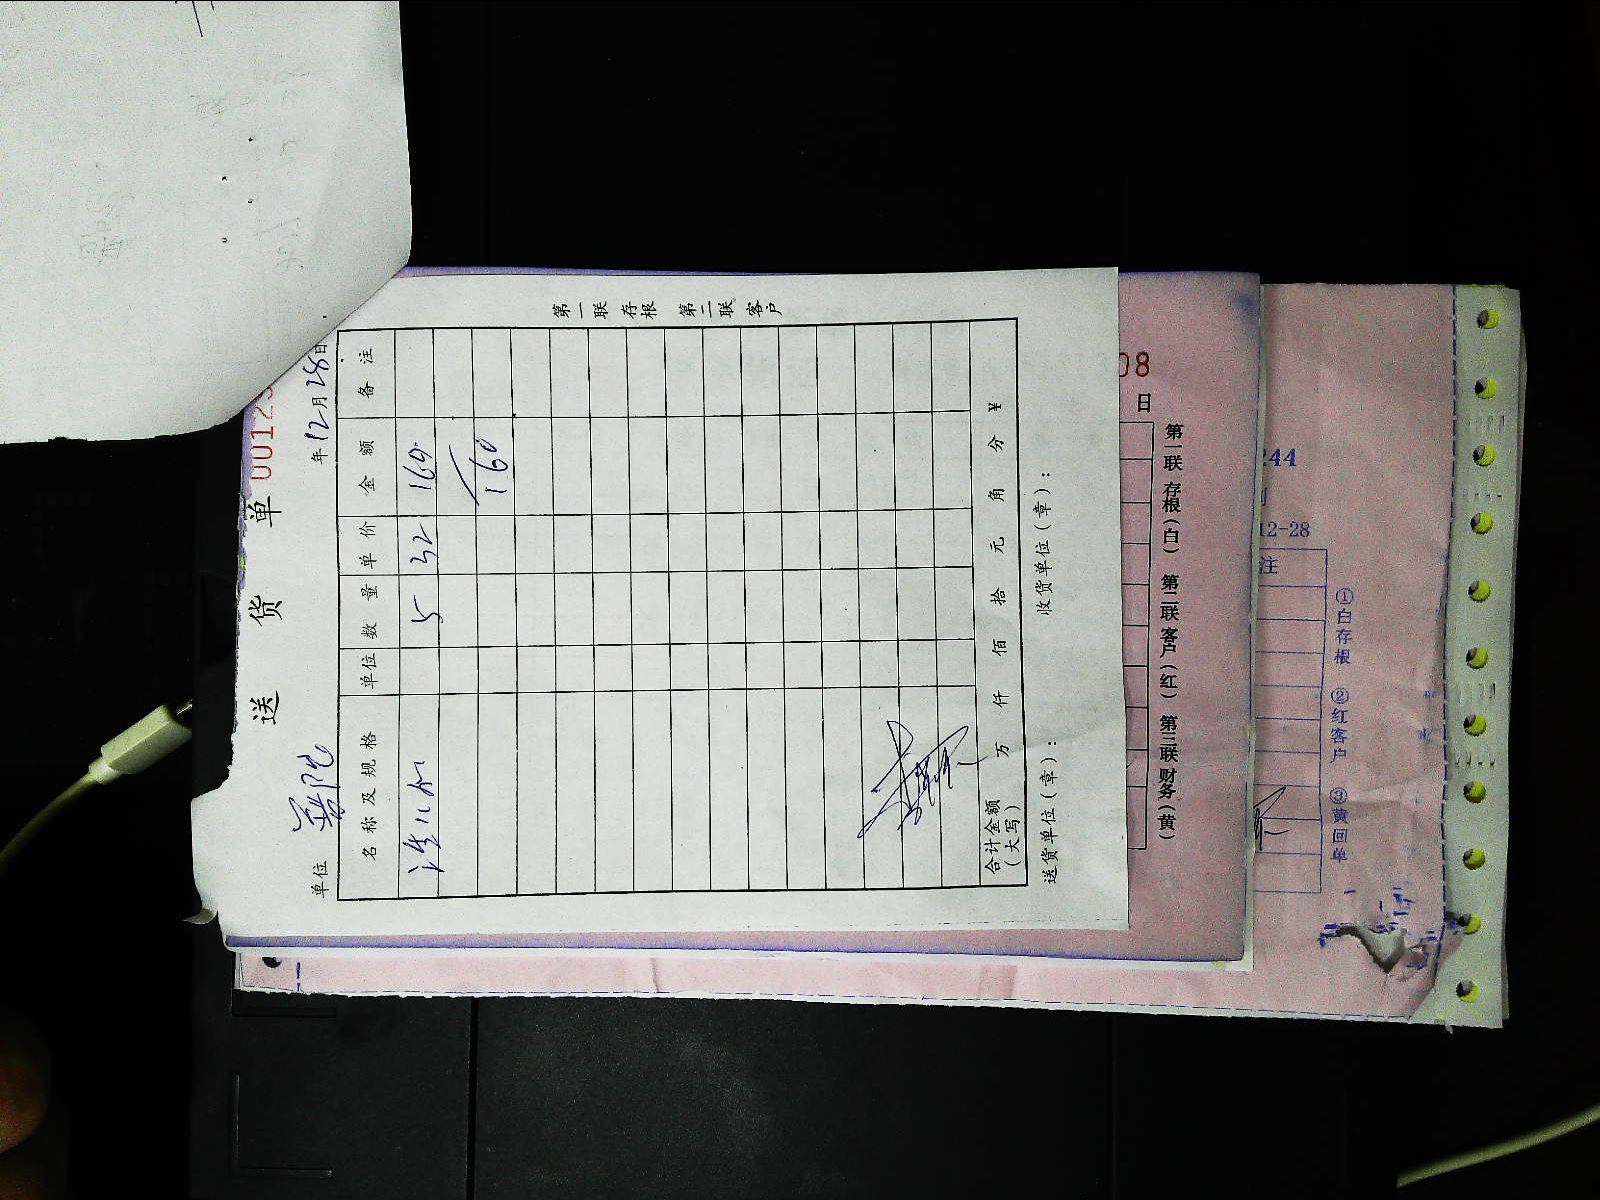 送 货 单 00123
单位 年12月28日
名称及规格 单位 数量 单价 金额 备注
5 32 160
160
合计金额(大写) 万 仟 佰 拾 元 角 分 ¥
送货单位(章): 收货单位(章):
第一联 存根 第二联 客户
08
日
第一联 存根(白) 第二联 客户(红) 第三联 财务(黄)
244
12-28
注
①白存根 ②红客户 ③黄回单